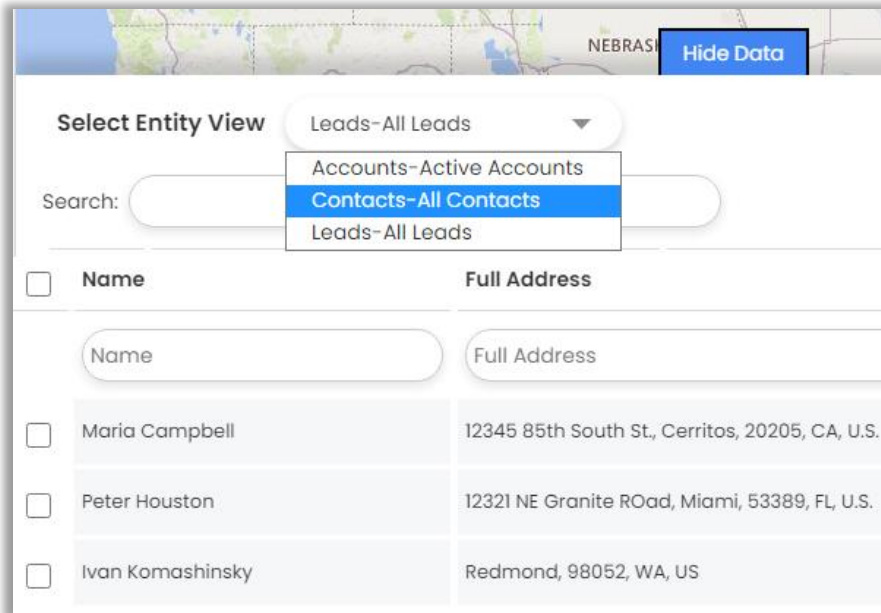 NEBRAS
Hide Data
Select Entity View
Leads-All Leads
Accounts-Active Accounts
Contacts-All Contacts
Leads-All Leads
Search:
Name
Full Address
Name
Full Address
Maria Campbell
12345 85th South St., Cerritos, 20205, CA, U.S.
Peter Houston
12321 NE Granite ROad, Miami, 53389, FL, U.S.
Ivan Komashinsky
Redmond, 98052, WA, US